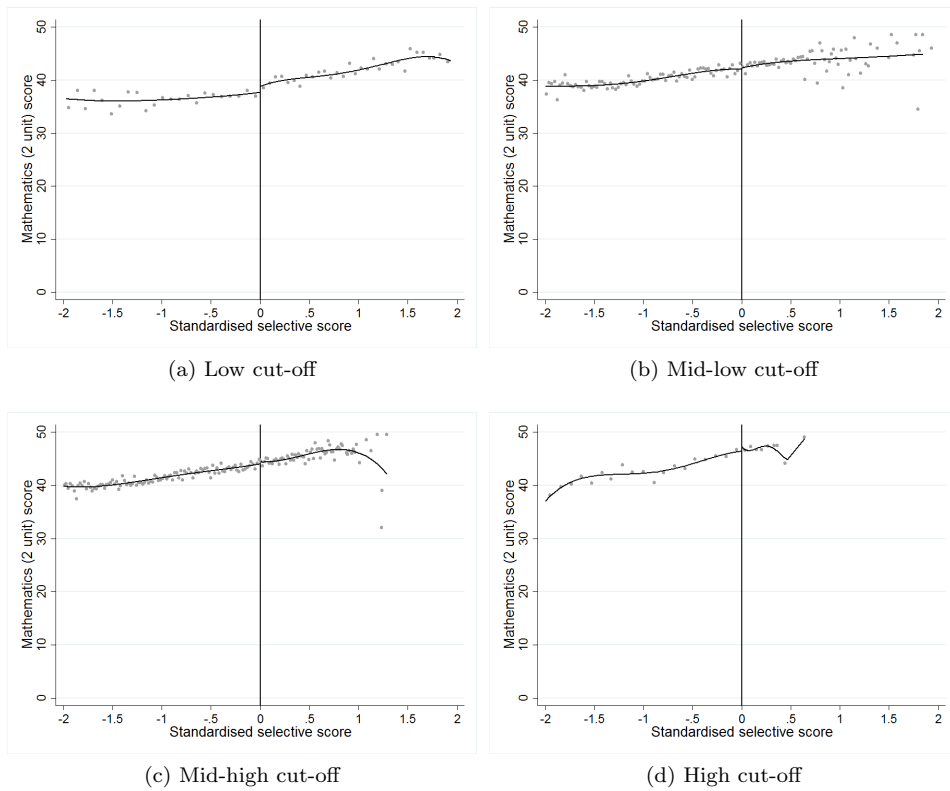 Mathematics (2 unit) score
50
40
30
20
10
0
-2 -1.5 -1 -.5 0 .5 1 1.5 2
Standardised selective score
(a) Low cut-off
Mathematics (2 unit) score
50
40
30
20
10
0
-2 -1.5 -1 -.5 0 .5 1 1.5 2
Standardised selective score
(b) Mid-low cut-off
Mathematics (2 unit) score
50
40
30
20
10
0
-2 -1.5 -1 -.5 0 .5 1 1.5 2
Standardised selective score
(c) Mid-high cut-off
Mathematics (2 unit) score
50
40
30
20
10
0
-2 -1.5 -1 -.5 0 .5 1 1.5 2
Standardised selective score
(d) High cut-off